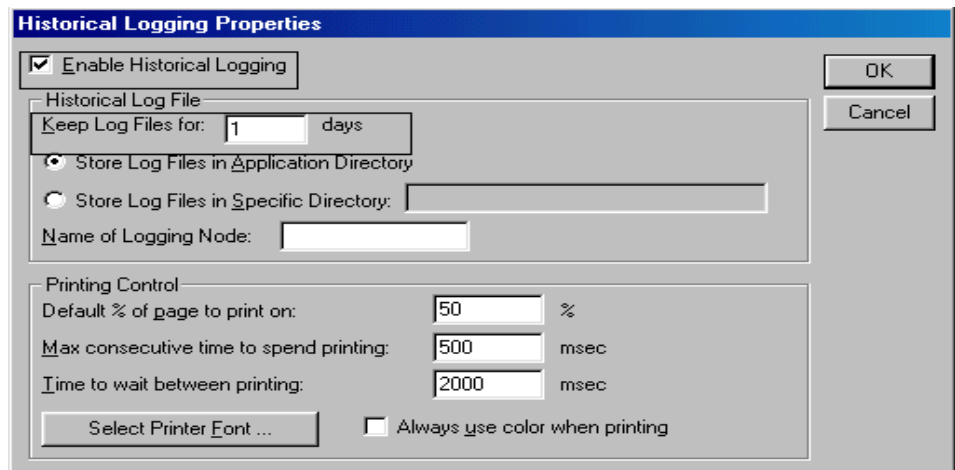 Historical Logging Properties
Enable Historical Logging
OK
Historical Log File
Cancel
Keep Log Files for: 1 days
Store Log Files in Application Directory
Store Log Files in Specific Directory:
Name of Logging Node:
Printing Control
Default % of page to print on: 50 %
Max consecutive time to spend printing: 500 msec
Time to wait between printing: 2000 msec
Select Printer Font ... Always use color when printing